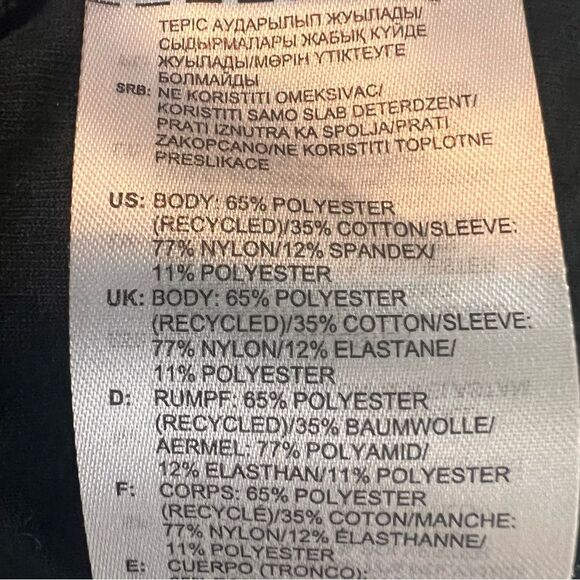 ТЕРІС АУДАРЫЛЫП ЖУЫЛАДЫ/
СЫДЫРМАЛАРЫ ЖАБЫҚ КҮЙДЕ
ЖУЫЛАДЫ/МӨРІН ҮТІКТЕУГЕ
БОЛМАЙДЫ
SRB: NE KORISTITI OMEKSIVAC/
KORISTITI SAMO SLAB DETERDZENT/
PRATI IZNUTRA KA SPOLJA/PRATI
ZAKOPCANO/NE KORISTITI TOPLOTNE
PRESLIKACE
US: BODY: 65% POLYESTER
(RECYCLED)/35% COTTON/SLEEVE:
77% NYLON/12% SPANDEX/
11% POLYESTER
UK: BODY: 65% POLYESTER
(RECYCLED)/35% COTTON/SLEEVE:
77% NYLON/12% ELASTANE/
11% POLYESTER
D: RUMPF: 65% POLYESTER
(RECYCLED)/35% BAUMWOLLE/
AERMEL: 77% POLYAMID/
12% ELASTHAN/11% POLYESTER
F: CORPS: 65% POLYESTER
(RECYCLÉ)/35% COTON/MANCHE:
77% NYLON/12% ÉLASTHANNE/
11% POLYESTER
E: CUERPO (TRONCO):